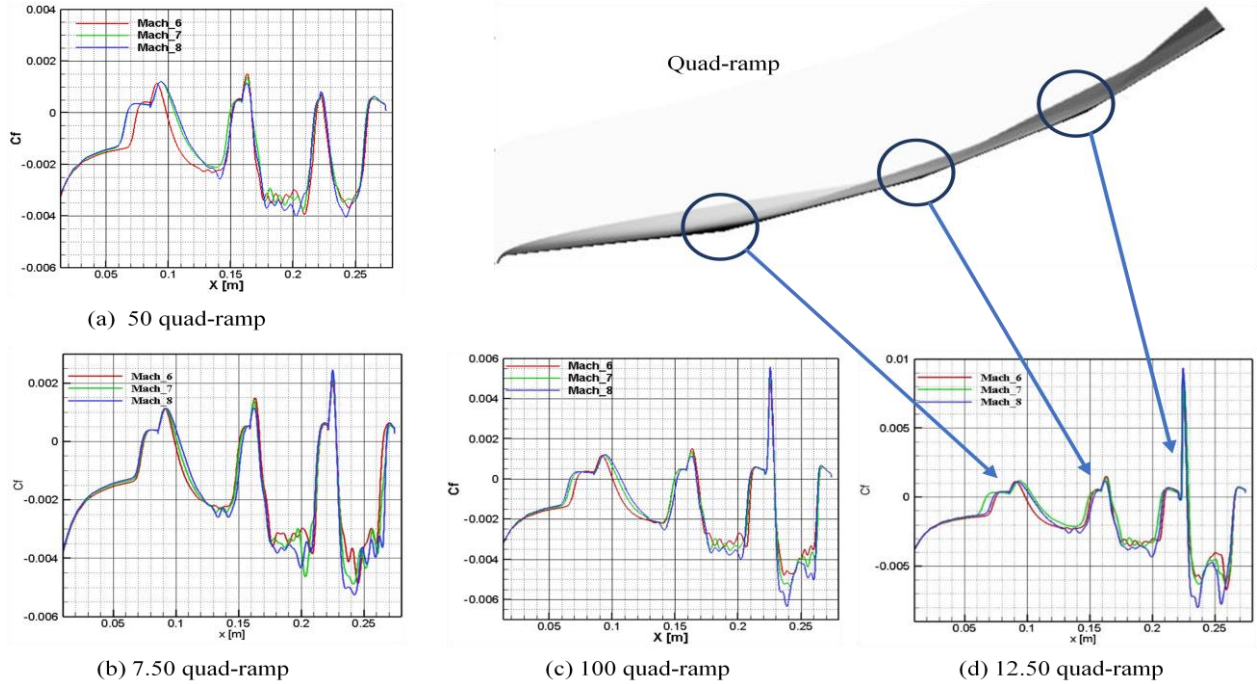 0.004
0.002
0
-0.002
-0.004
-0.006
Cf
Mach_6
Mach_7
Mach_8
0.05
0.1
0.15
0.2
0.25
X [m]
(a) 50 quad-ramp
Quad-ramp
0.002
0
-0.002
-0.004
-0.006
Cf
Mach_6
Mach_7
Mach_8
0.05
0.1
0.15
0.2
0.25
x [m]
(b) 7.50 quad-ramp
0.006
0.004
0.002
0
-0.002
-0.004
-0.006
Cf
Mach_6
Mach_7
Mach_8
0.05
0.1
0.15
0.2
0.25
X [m]
(c) 100 quad-ramp
0.01
0.005
0
0.005
Cf
Mach_6
Mach_7
Mach_8
0.05
0.1
0.15
0.2
0.25
x [m]
(d) 12.50 quad-ramp